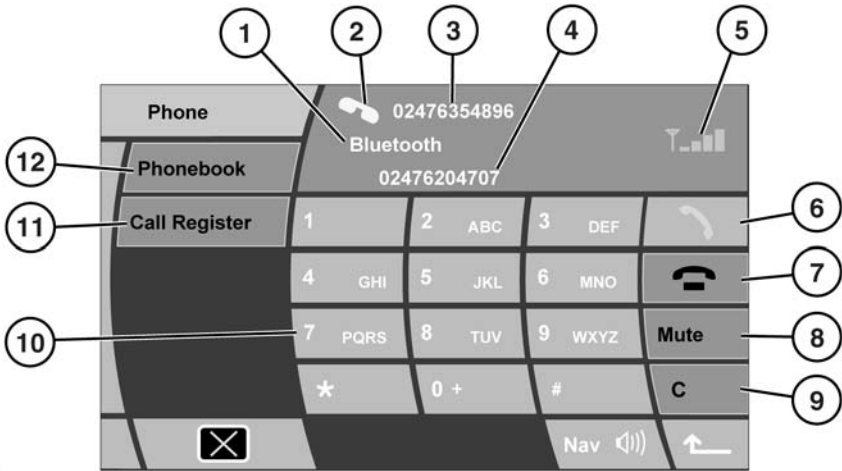 1 2 3 4 5
Phone
02476354896
Bluetooth
02476204707
12 Phonebook
11 Call Register
1 2 ABC 3 DEF 6
4 GHI 5 JKL 6 MNO 7
10 7 PQRS 8 TUV 9 WXYZ Mute 8
* 0 + # C 9
Nav